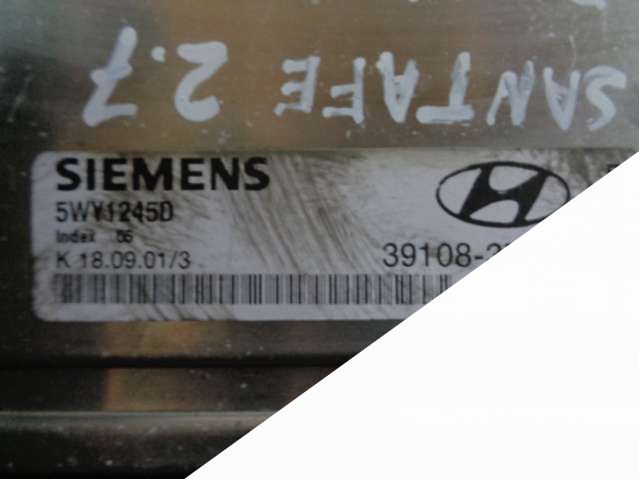 SANTAFE 2.7
SIEMENS
5WY1245D
Index 06
K 18.09.01/3